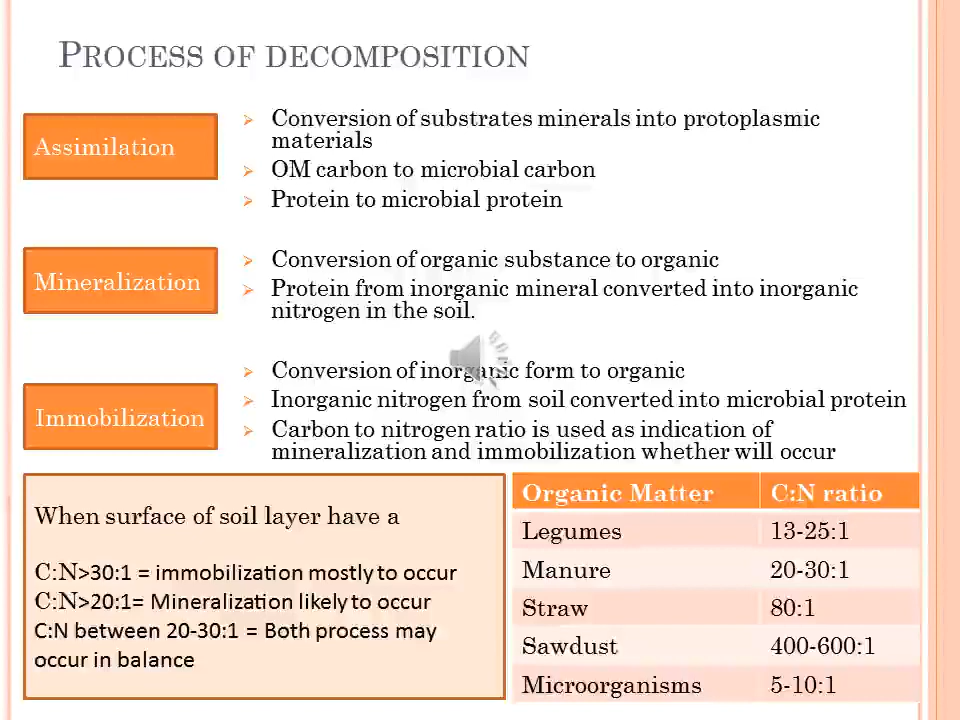 PROCESS OF DECOMPOSITION
Assimilation
Conversion of substrates minerals into protoplasmic
materials
OM carbon to microbial carbon
Protein to microbial protein
Mineralization
Conversion of organic substance to organic
Protein from inorganic mineral converted into inorganic
nitrogen in the soil.
Immobilization
Conversion of inorganic form to organic
Inorganic nitrogen from soil converted into microbial protein
Carbon to nitrogen ratio is used as indication of
mineralization and immobilization whether will occur
When surface of soil layer have a
C:N>30:1 = immobilization mostly to occur
C:N>20:1= Mineralization likely to occur
C:N between 20-30:1 = Both process may
occur in balance
Organic Matter C:N ratio
Legumes 13-25:1
Manure 20-30:1
Straw 80:1
Sawdust 400-600:1
Microorganisms 5-10:1